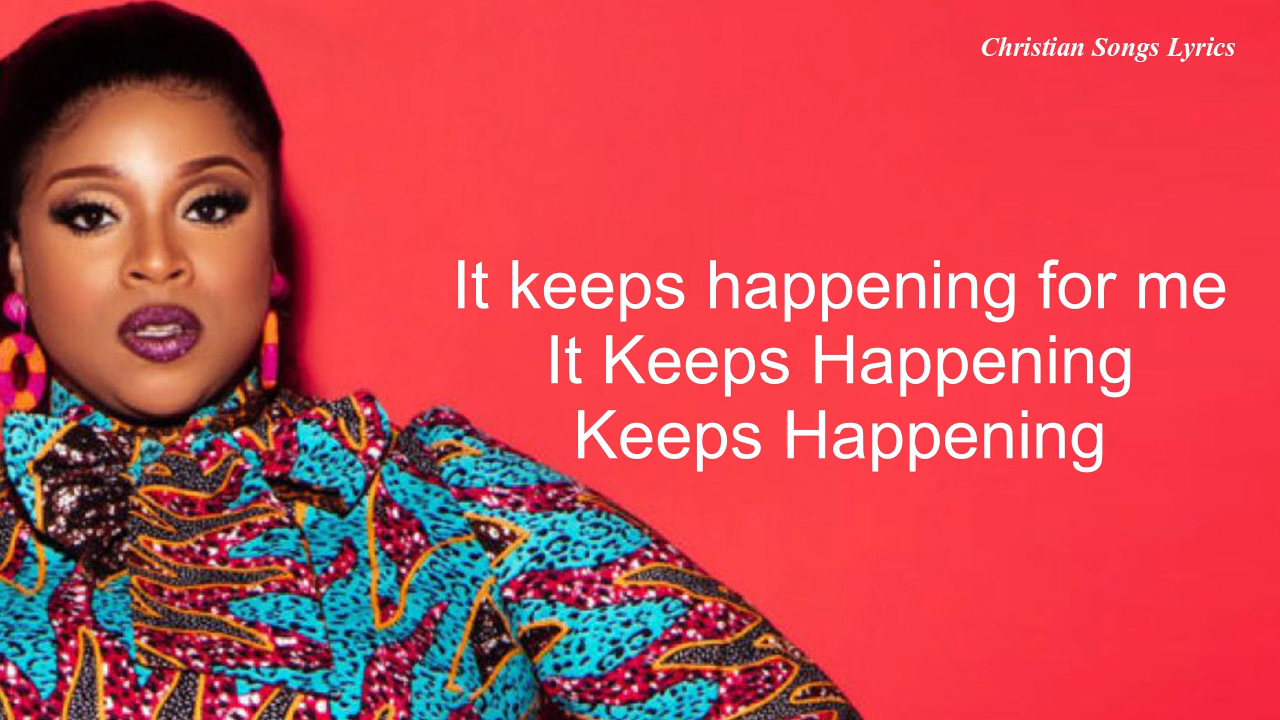 Christian Songs Lyrics
It keeps happening for me
It Keeps Happening
Keeps Happening